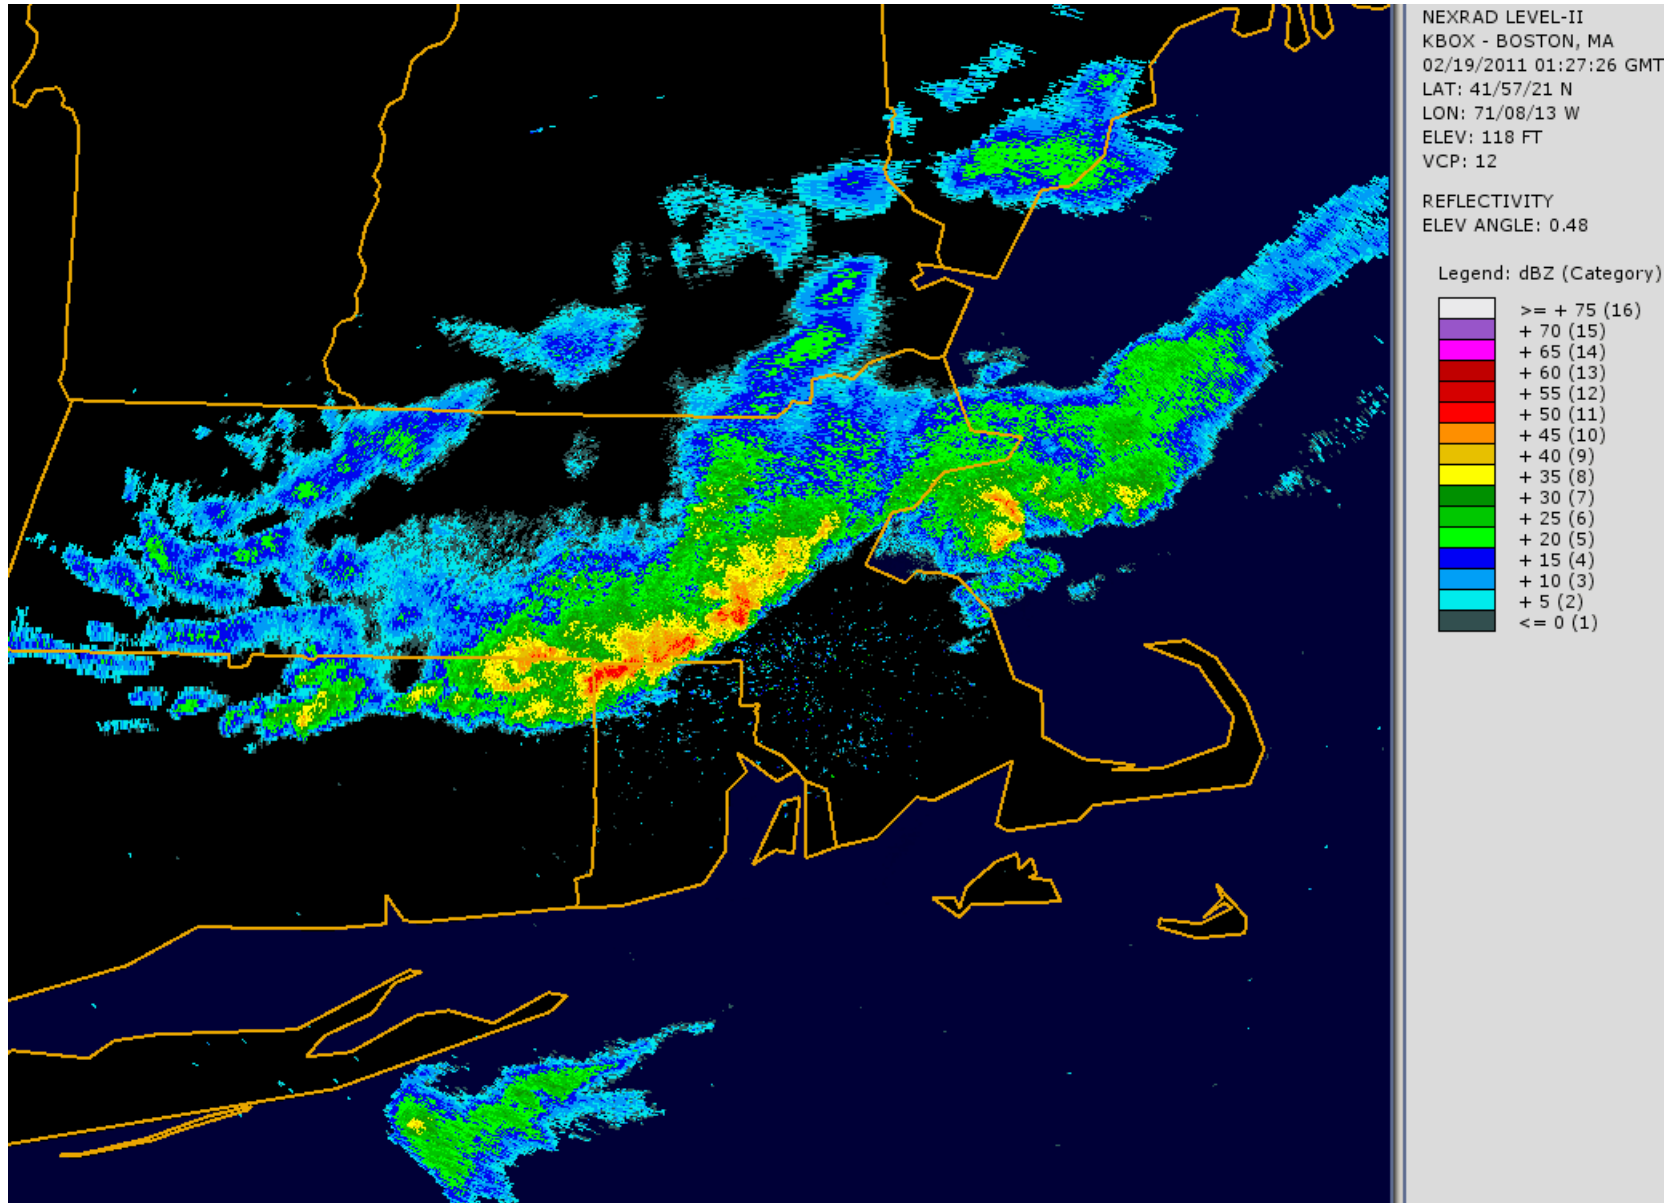 NEXRAD LEVEL-II
KBOX - BOSTON, MA
02/19/2011 01:27:26 GMT
LAT: 41/57/21 N
LON: 71/08/13 W
ELEV: 118 FT
VCP: 12
REFLECTIVITY
ELEV ANGLE: 0.48
Legend: dBZ (Category)
>= + 75 (16)
+ 70 (15)
+ 65 (14)
+ 60 (13)
+ 55 (12)
+ 50 (11)
+ 45 (10)
+ 40 (9)
+ 35 (8)
+ 30 (7)
+ 25 (6)
+ 20 (5)
+ 15 (4)
+ 10 (3)
+ 5 (2)
<= 0 (1)